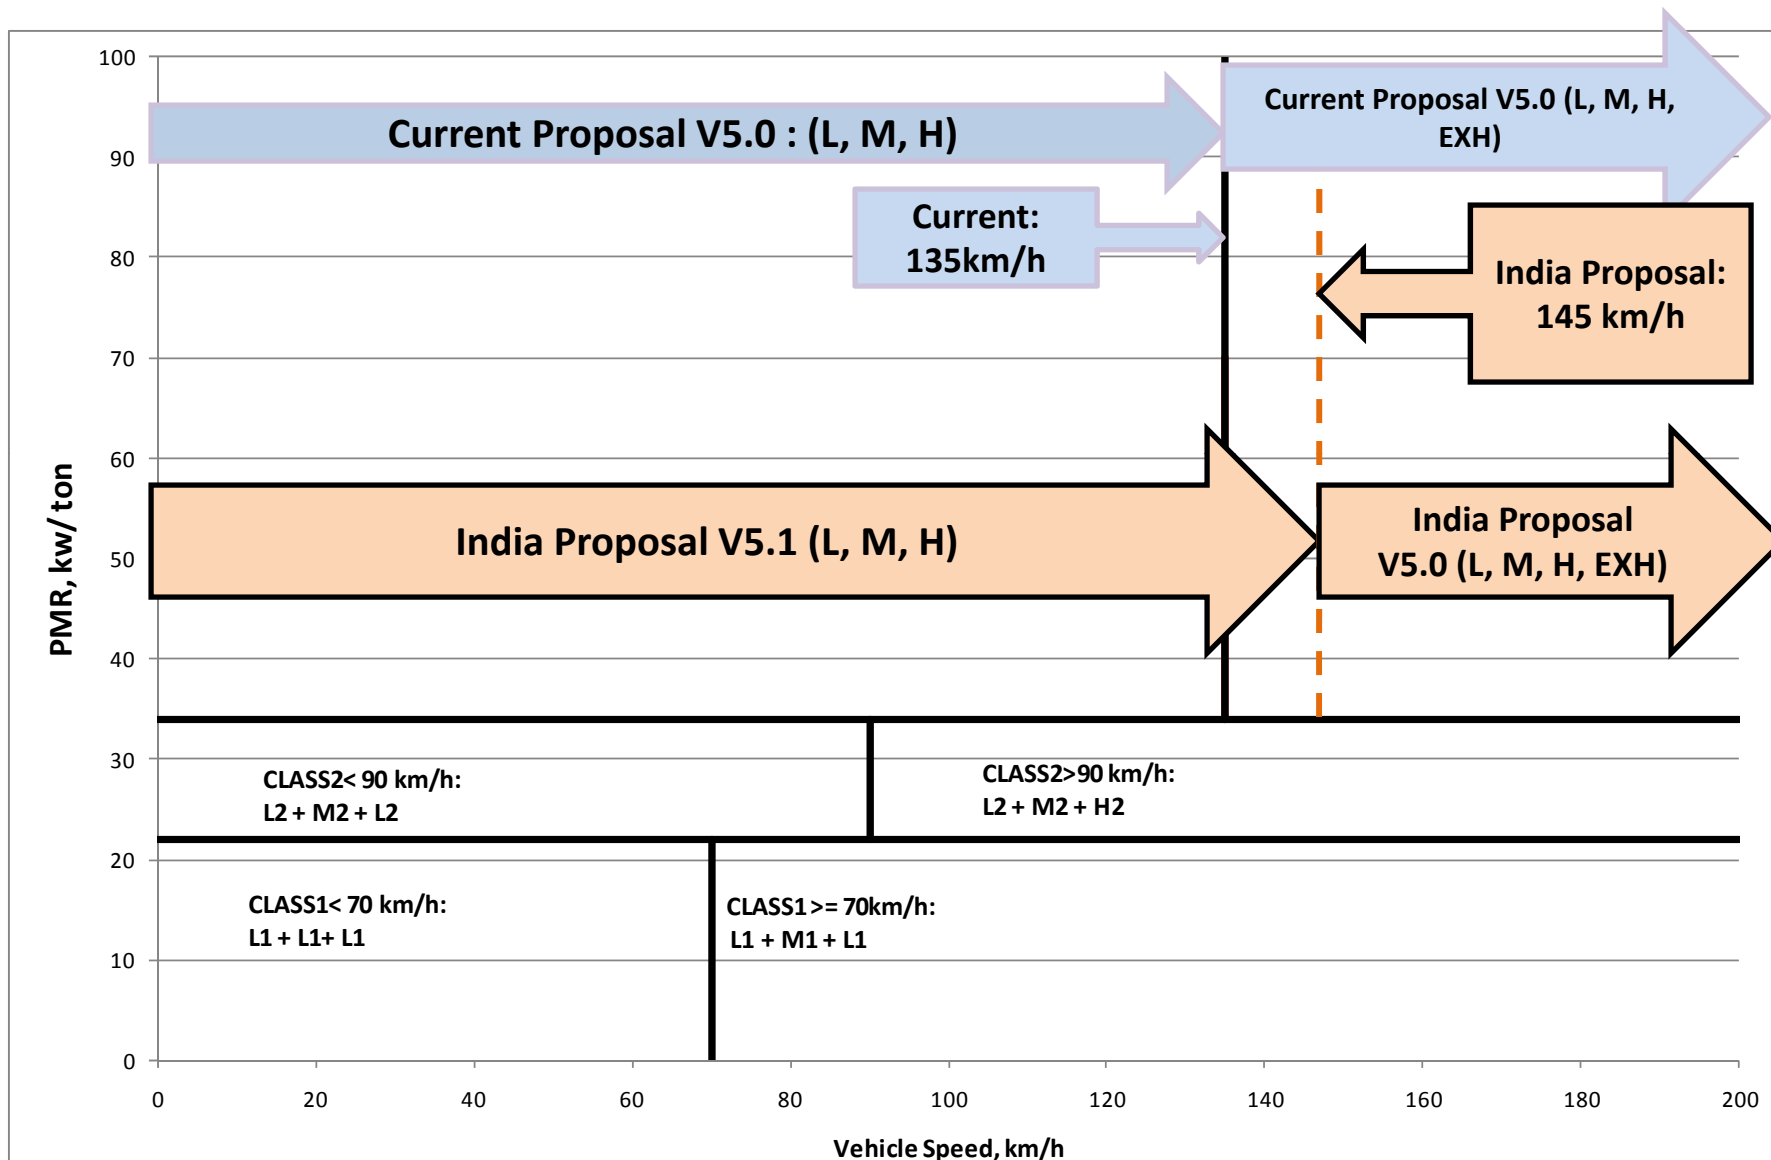 100
90
80
70
60
50
40
30
20
10
0
PMR, kw/ton
Current Proposal V5.0 : (L, M, H)
Current Proposal V5.0 (L, M, H,
EXH)
Current:
135km/h
India Proposal:
145 km/h
India Proposal V5.1 (L, M, H)
India Proposal
V5.0 (L, M, H, EXH)
CLASS2< 90 km/h:
L2 + M2 + L2
CLASS2>90 km/h:
L2 + M2 + H2
CLASS1< 70 km/h:
L1 + L1+ L1
CLASS1 >= 70km/h:
L1 + M1 + L1
0 20 40 60 80 100 120 140 160 180 200
Vehicle Speed, km/h